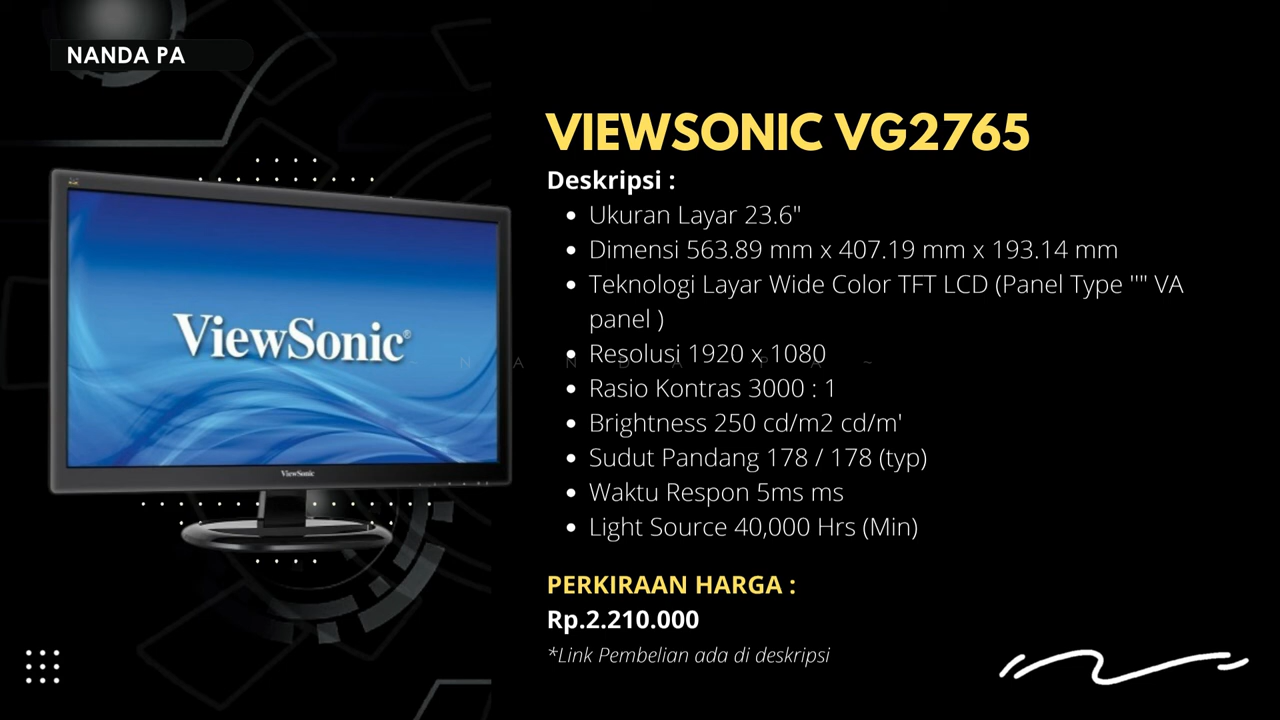 NANDA PA
VIEWSONIC VG2765
Deskripsi :
Ukuran Layar 23.6"
Dimensi 563.89 mm x 407.19 mm x 193.14 mm
Teknologi Layar Wide Color TFT LCD (Panel Type "" VA
panel )
Resolusi 1920 x 1080
Rasio Kontras 3000 : 1
Brightness 250 cd/m2 cd/m'
Sudut Pandang 178 / 178 (typ)
Waktu Respon 5ms ms
Light Source 40,000 Hrs (Min)
PERKIRAAN HARGA :
Rp.2.210.000
*Link Pembelian ada di deskripsi
ViewSonic®
ViewSonic
N A N D A P A ~